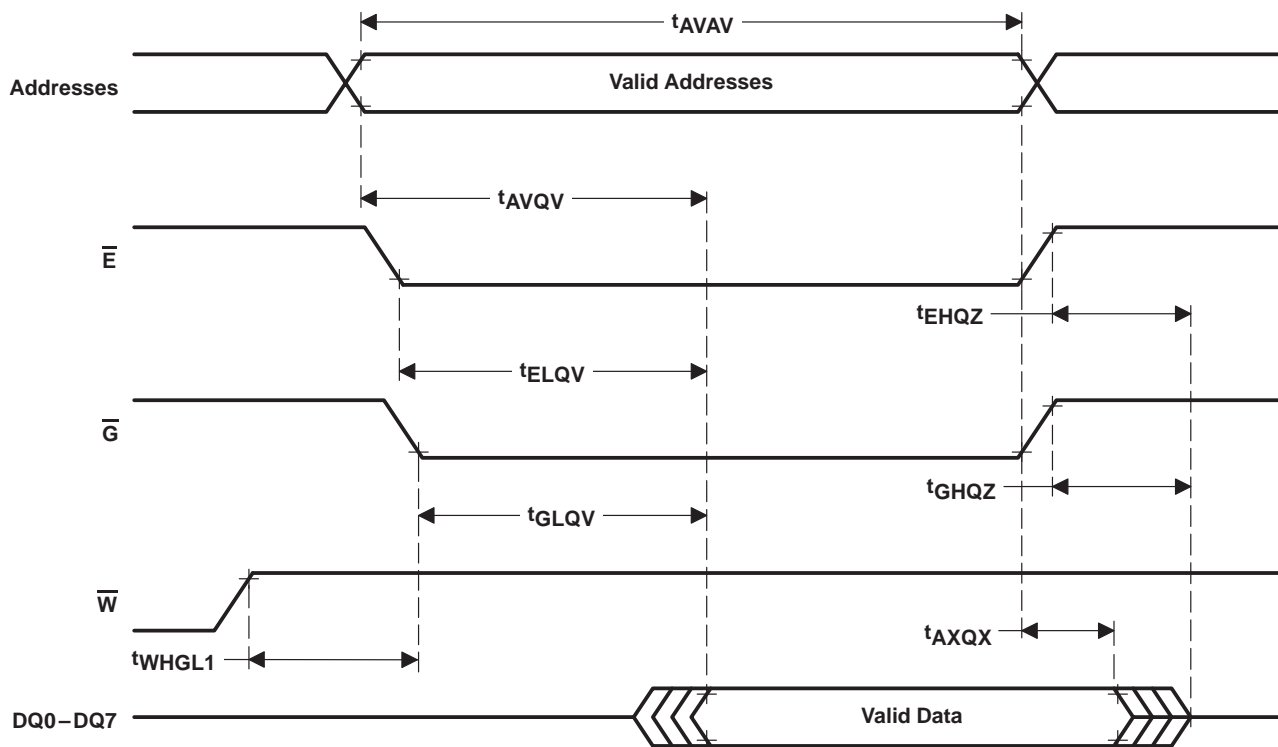 tAVAV
Addresses
Valid Addresses
tAVQV
E̅
tEHQZ
tELQV
G̅
tGHQZ
tGLQV
W̅
tAXQX
tWHGL1
DQ0–DQ7
Valid Data